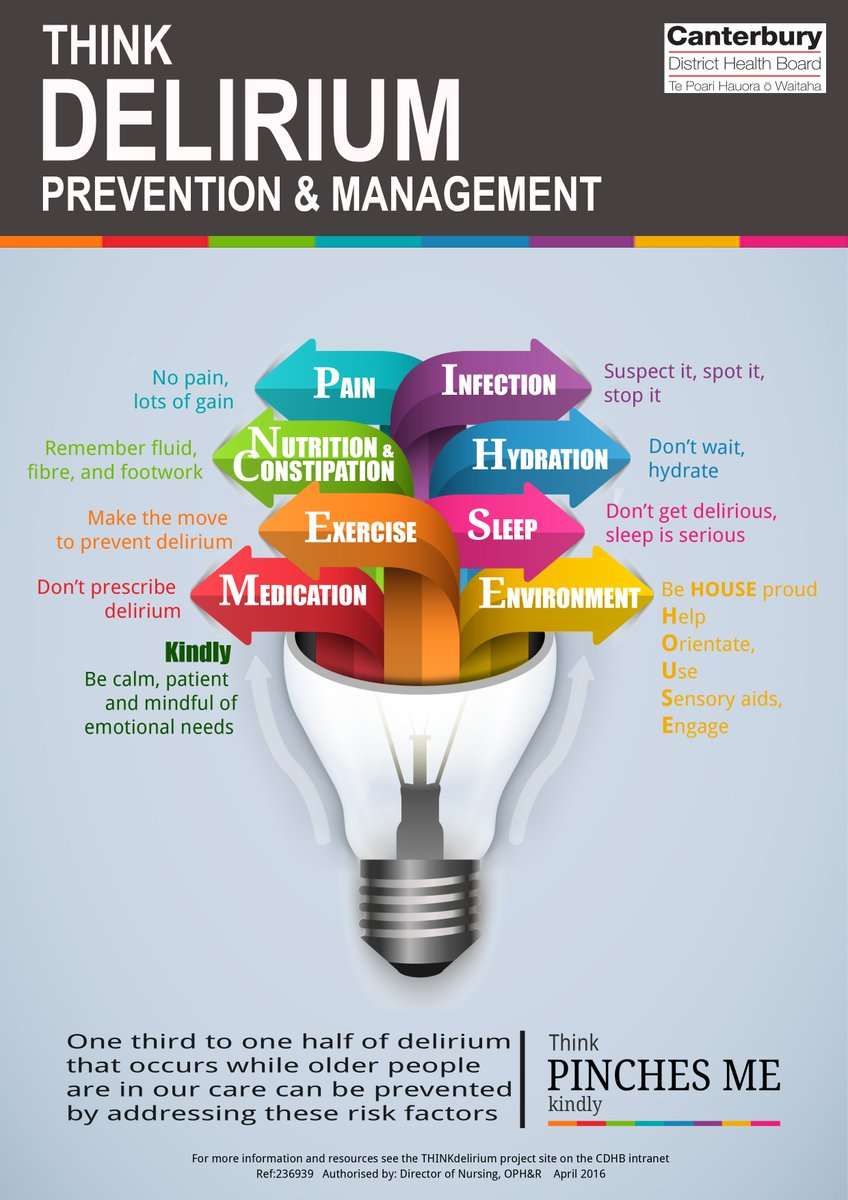 THINK
DELIRIUM
PREVENTION & MANAGEMENT
Canterbury
District Health Board
Te Poari Hauora ō Waitaha
No pain,
lots of gain
PAIN
INFECTION
Suspect it, spot it,
stop it
Remember fluid,
fibre, and footwork
NUTRITION &
CONSTIPATION
HYDRATION
Don't wait,
hydrate
Make the move
to prevent delirium
EXERCISE
SLEEP
Don't get delirious,
sleep is serious
Don't prescribe
delirium
MEDICATION
ENVIRONMENT
Be HOUSE proud
Help
Orientate,
Use
Sensory aids,
Engage
Kindly
Be calm, patient
and mindful of
emotional needs
One third to one half of delirium
that occurs while older people
are in our care can be prevented
by addressing these risk factors
Think
PINCHES ME
kindly
For more information and resources see the THINKdelirium project site on the CDHB intranet
Ref:236939 Authorised by: Director of Nursing, OPH&R April 2016